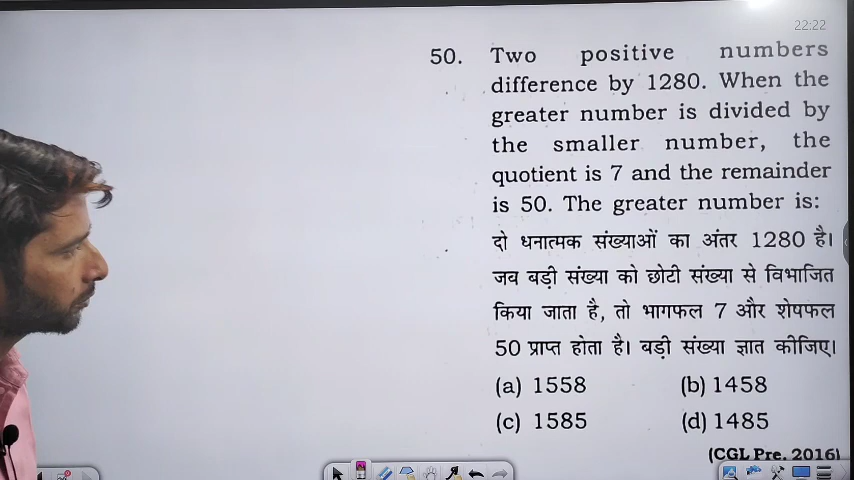 22:22
50. Two positive numbers
difference by 1280. When the
greater number is divided by
the smaller number, the
quotient is 7 and the remainder
is 50. The greater number is:
दो धनात्मक संख्याओं का अंतर 1280 है।
जब बड़ी संख्या को छोटी संख्या से विभाजित
किया जाता है, तो भागफल 7 और शेषफल
50 प्राप्त होता है। बड़ी संख्या ज्ञात कीजिए।
(a) 1558 (b) 1458
(c) 1585 (d) 1485
(CGL Pre. 2016)